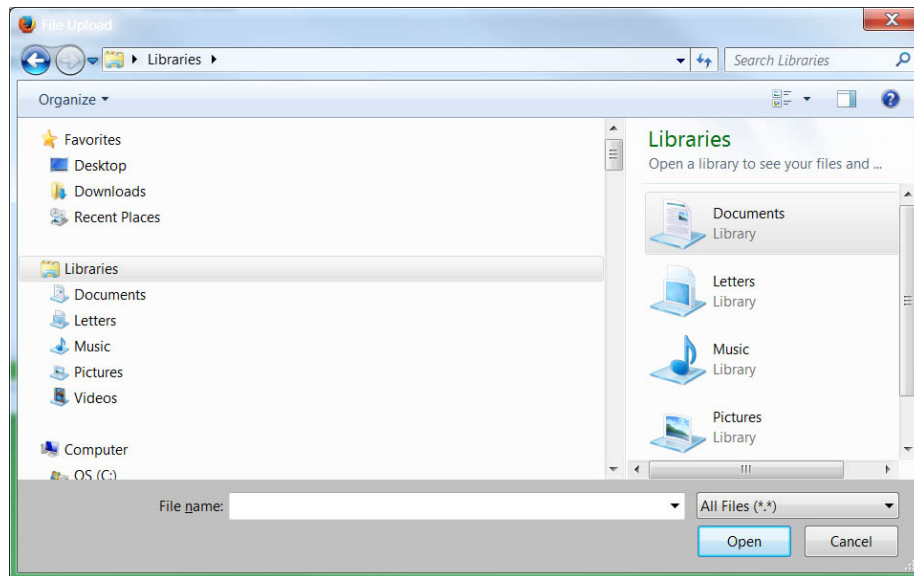 File Upload
Libraries
Search Libraries
Organize
Favorites
Desktop
Downloads
Recent Places
Libraries
Documents
Letters
Music
Pictures
Videos
Computer
OS (C:)
Libraries
Open a library to see your files and ...
Documents
Library
Letters
Library
Music
Library
Pictures
Library
File name:
All Files (*.*)
Open
Cancel